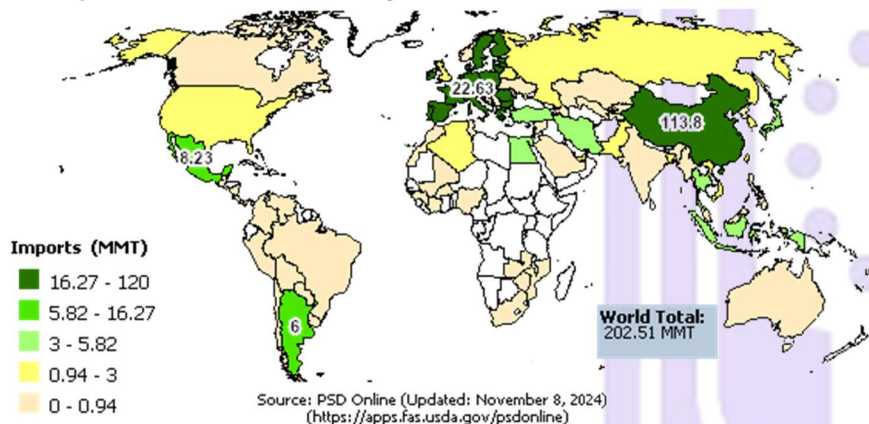 22.63
113.8
8.23
6
Imports (MMT)
16.27 - 120
5.82 - 16.27
3 - 5.82
0.94 - 3
0 - 0.94
World Total:
202.51 MMT
Source: PSD Online (Updated: November 8, 2024)
(https://apps.fas.usda.gov/psdonline)